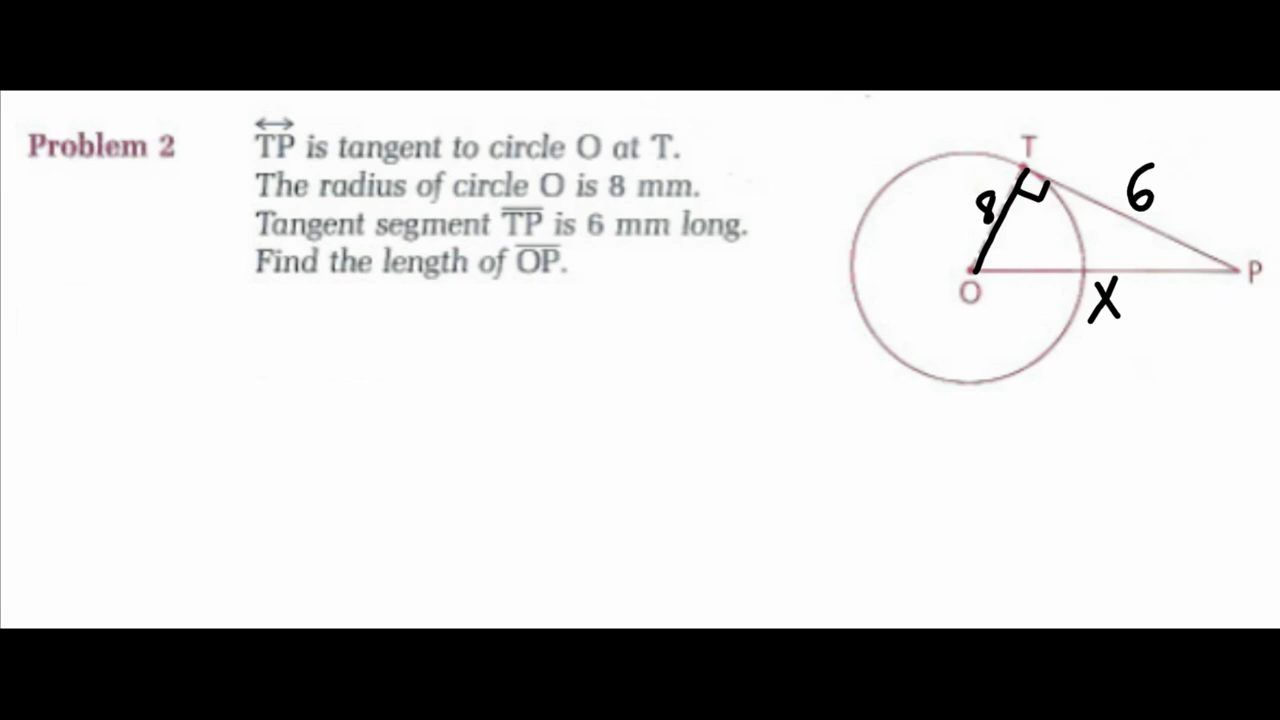 Problem 2
TP is tangent to circle O at T.
The radius of circle O is 8 mm.
Tangent segment TP is 6 mm long.
Find the length of OP.
T
8
6
O
X
P